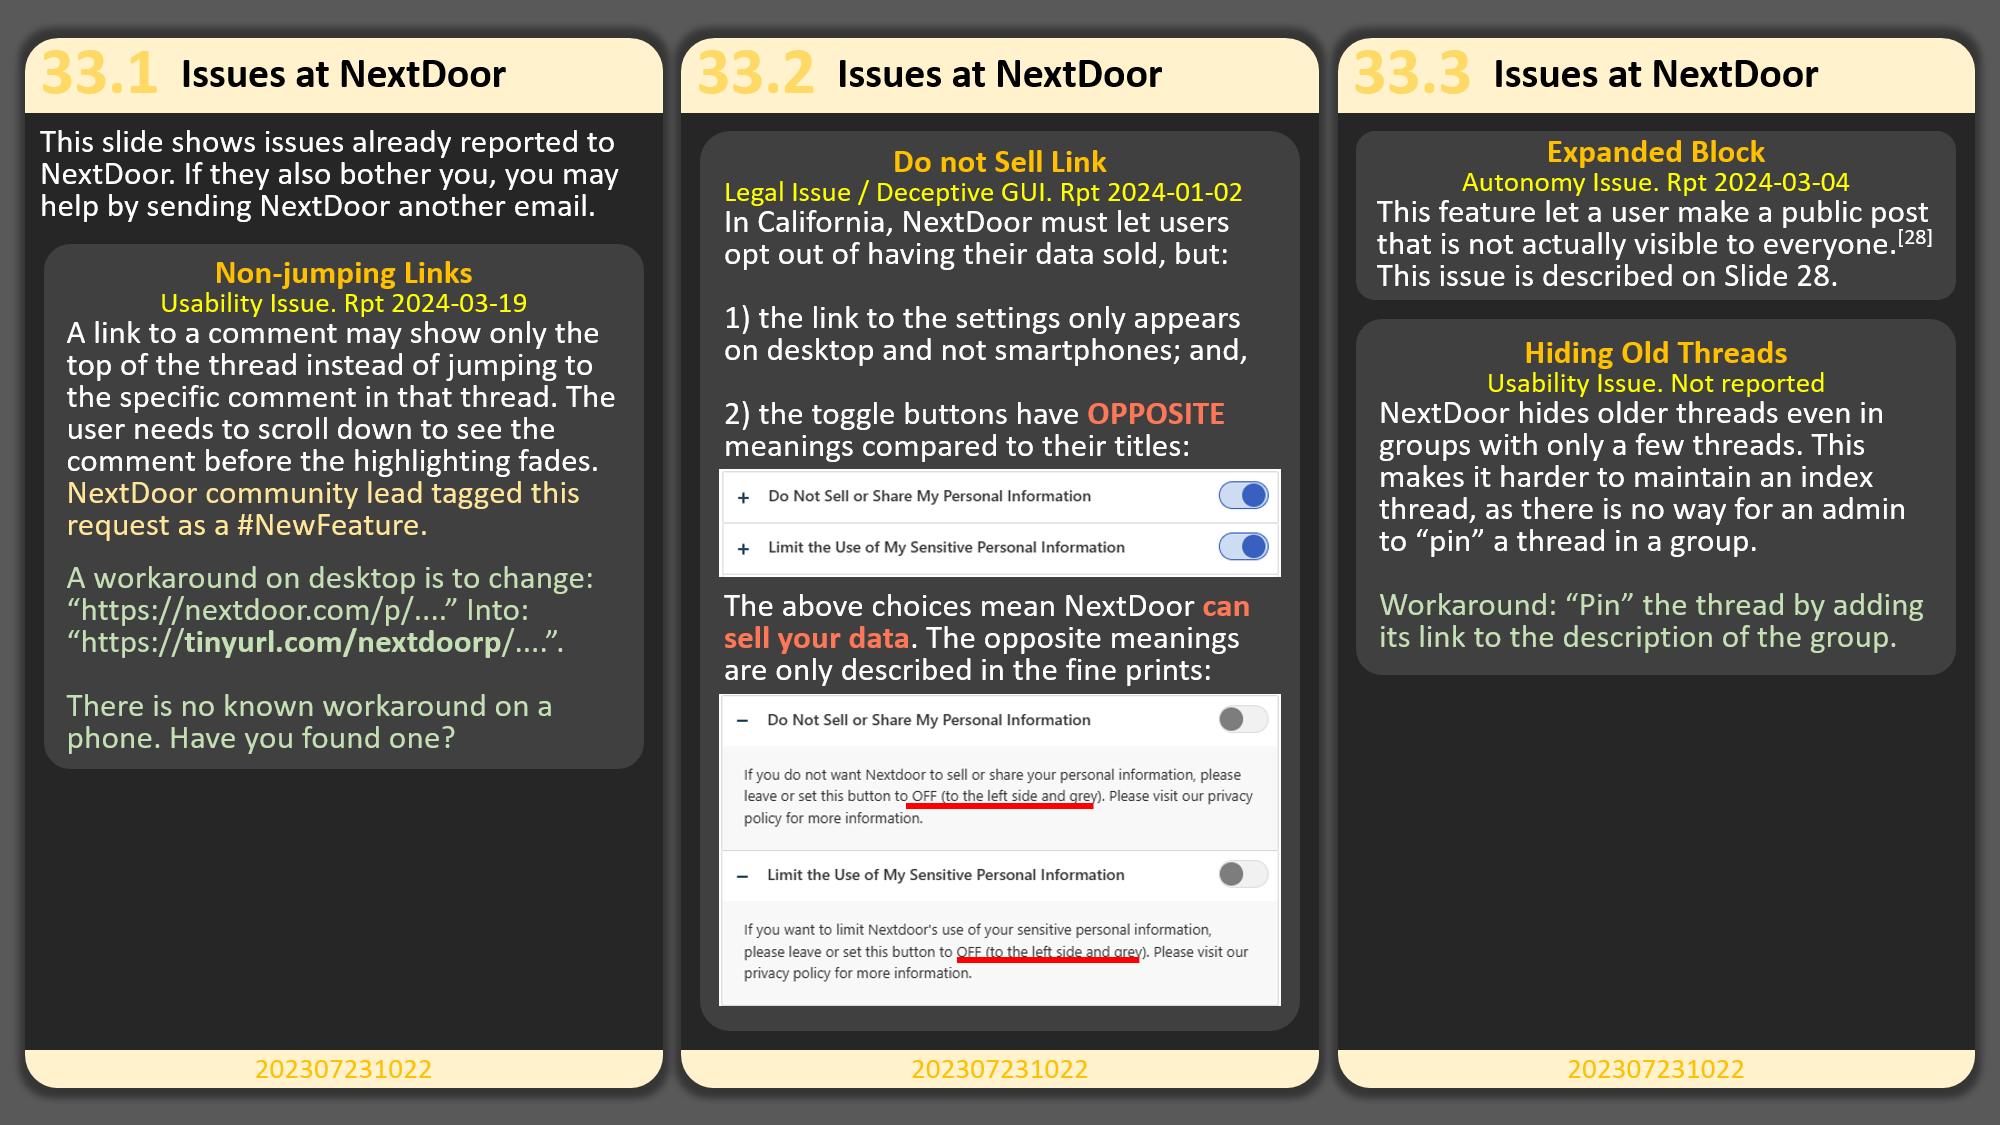 33.1 Issues at NextDoor
This slide shows issues already reported to
NextDoor. If they also bother you, you may
help by sending NextDoor another email.
Non-jumping Links
Usability Issue. Rpt 2024-03-19
A link to a comment may show only the
top of the thread instead of jumping to
the specific comment in that thread. The
user needs to scroll down to see the
comment before the highlighting fades.
NextDoor community lead tagged this
request as a #NewFeature.
A workaround on desktop is to change:
“https://nextdoor.com/p/....” Into:
“https://tinyurl.com/nextdoorp/....”.
There is no known workaround on a
phone. Have you found one?
202307231022
33.2 Issues at NextDoor
Do not Sell Link
Legal Issue / Deceptive GUI. Rpt 2024-01-02
In California, NextDoor must let users
opt out of having their data sold, but:
1) the link to the settings only appears
on desktop and not smartphones; and,
2) the toggle buttons have OPPOSITE
meanings compared to their titles:
+ Do Not Sell or Share My Personal Information
+ Limit the Use of My Sensitive Personal Information
The above choices mean NextDoor can
sell your data. The opposite meanings
are only described in the fine prints:
– Do Not Sell or Share My Personal Information
If you do not want Nextdoor to sell or share your personal information, please
leave or set this button to OFF (to the left side and grey). Please visit our privacy
policy for more information.
– Limit the Use of My Sensitive Personal Information
If you want to limit Nextdoor's use of your sensitive personal information,
please leave or set this button to OFF (to the left side and grey). Please visit our
privacy policy for more information.
202307231022
33.3 Issues at NextDoor
Expanded Block
Autonomy Issue. Rpt 2024-03-04
This feature let a user make a public post
that is not actually visible to everyone.[28]
This issue is described on Slide 28.
Hiding Old Threads
Usability Issue. Not reported
NextDoor hides older threads even in
groups with only a few threads. This
makes it harder to maintain an index
thread, as there is no way for an admin
to “pin” a thread in a group.
Workaround: “Pin” the thread by adding
its link to the description of the group.
202307231022